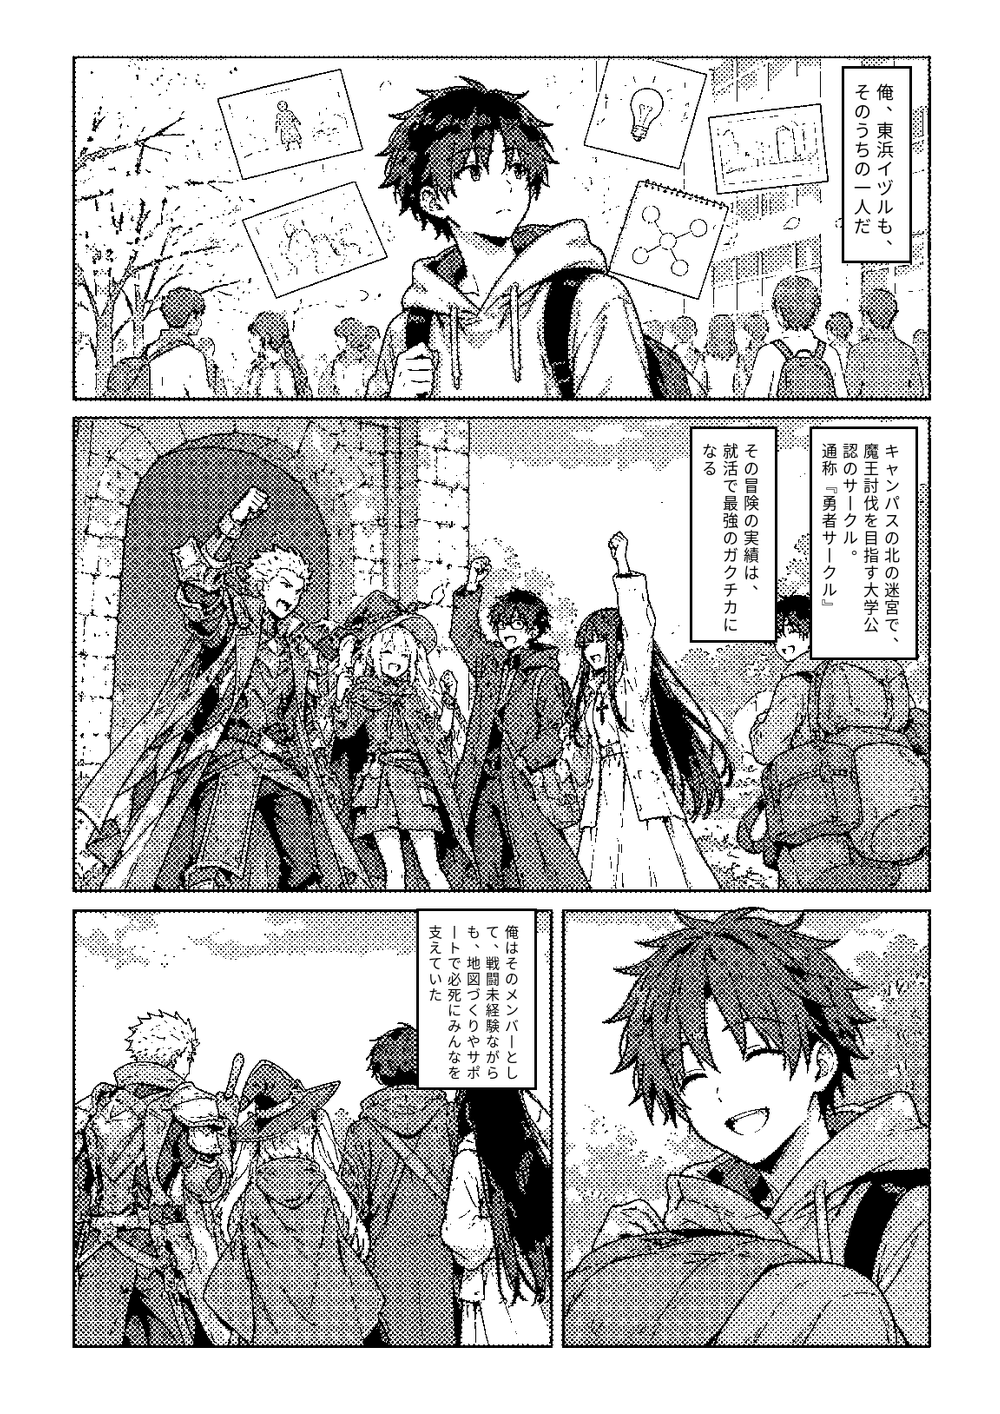 俺、東浜イヅルも、
そのうちの一人だ
キャンパスの北の迷宮で、
魔王討伐を目指す大学公
認のサークル。
通称『勇者サークル』
その冒険の実績は、
就活で最強のガクチカに
なる
俺はそのメンバーとし
て、戦闘未経験ながら
も、地図づくりやサポ
ートで必死にみんなを
支えていた